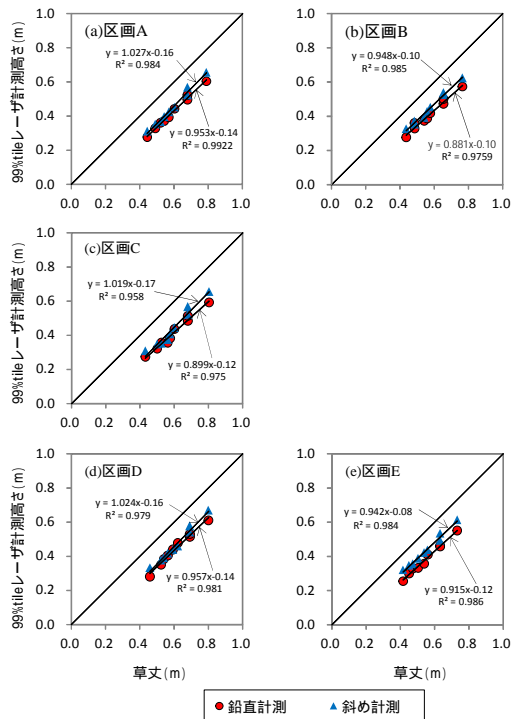 (a)区画A
y = 1.027x-0.16
R² = 0.984
y = 0.953x-0.14
R² = 0.9922
99%tileレーザ計測高さ(m)
1.0
0.8
0.6
0.4
0.2
0.0
0.0 0.2 0.4 0.6 0.8 1.0
(b)区画B
y = 0.948x-0.10
R² = 0.985
y = 0.881x-0.10
R² = 0.9759
1.0
0.8
0.6
0.4
0.2
0.0
0.0 0.2 0.4 0.6 0.8 1.0
(c)区画C
y = 1.019x-0.17
R² = 0.958
y = 0.899x-0.12
R² = 0.975
99%tileレーザ計測高さ(m)
1.0
0.8
0.6
0.4
0.2
0.0
0.0 0.2 0.4 0.6 0.8 1.0
(d)区画D
y = 1.024x-0.16
R² = 0.979
y = 0.957x-0.14
R² = 0.981
99%tileレーザ計測高さ(m)
1.0
0.8
0.6
0.4
0.2
0.0
0.0 0.2 0.4 0.6 0.8 1.0
草丈(m)
(e)区画E
y = 0.942x-0.08
R² = 0.984
y = 0.915x-0.12
R² = 0.986
1.0
0.8
0.6
0.4
0.2
0.0
0.0 0.2 0.4 0.6 0.8 1.0
草丈(m)
鉛直計測 斜め計測